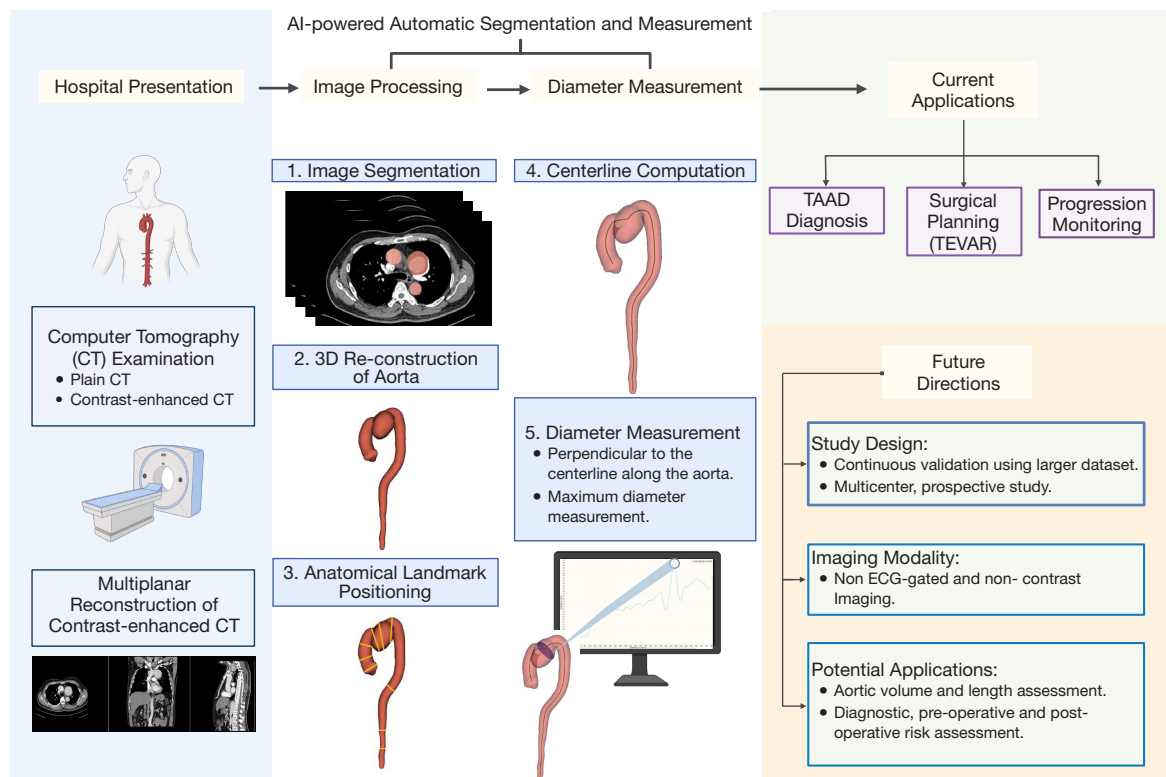 AI-powered Automatic Segmentation and Measurement
Hospital Presentation
Image Processing
Diameter Measurement
Current
Applications
1. Image Segmentation
4. Centerline Computation
TAAD
Diagnosis
Surgical
Planning
(TEVAR)
Progression
Monitoring
Computer Tomography
(CT) Examination
• Plain CT
• Contrast-enhanced CT
2. 3D Re-construction
of Aorta
5. Diameter Measurement
• Perpendicular to the
centerline along the aorta.
• Maximum diameter
measurement.
3. Anatomical Landmark
Positioning
Multiplanar
Reconstruction of
Contrast-enhanced CT
Future
Directions
Study Design:
• Continuous validation using larger dataset.
• Multicenter, prospective study.
Imaging Modality:
• Non ECG-gated and non- contrast
Imaging.
Potential Applications:
• Aortic volume and length assessment.
• Diagnostic, pre-operative and post-
operative risk assessment.